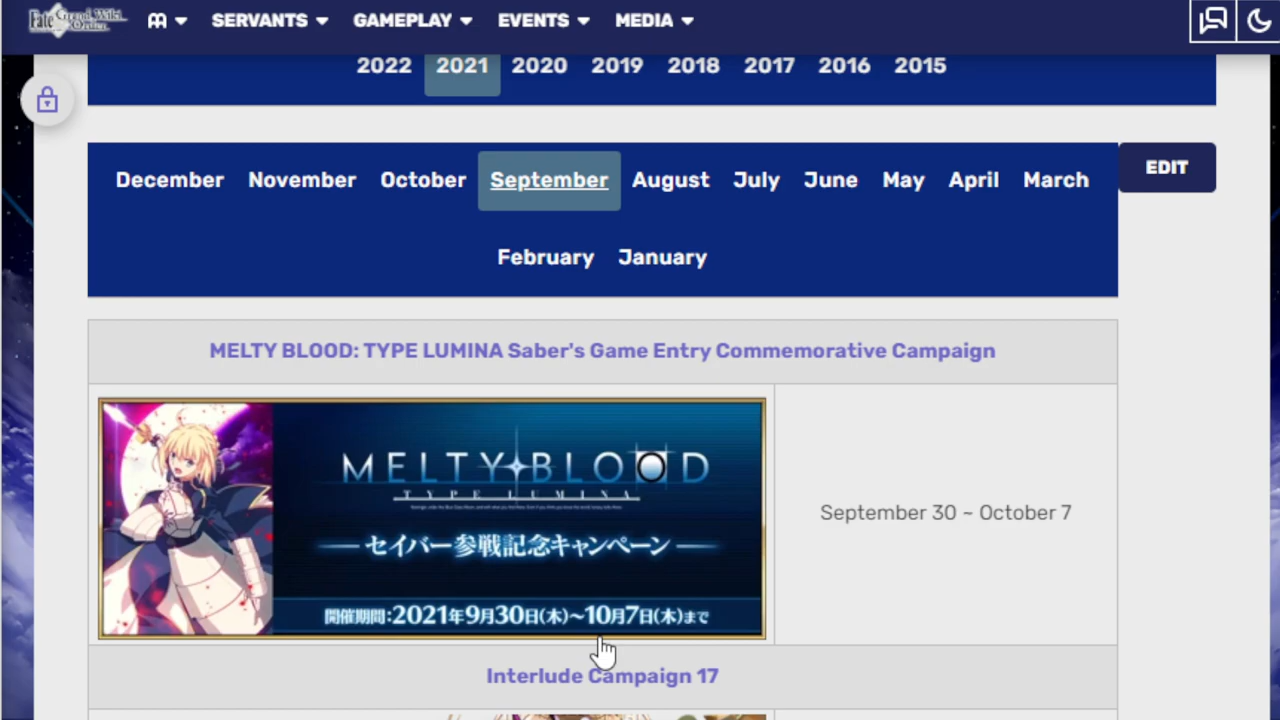 Fate Grand Wiki
Order
SERVANTS GAMEPLAY EVENTS MEDIA
2022 2021 2020 2019 2018 2017 2016 2015
December November October September August July June May April March
February January
EDIT
MELTY BLOOD: TYPE LUMINA Saber's Game Entry Commemorative Campaign
MELTY BLOOD
TYPE LUMINA
セイバー参戦記念キャンペーン
開催期間:2021年9月30日(木)~10月7日(木)まで
September 30 ~ October 7
Interlude Campaign 17